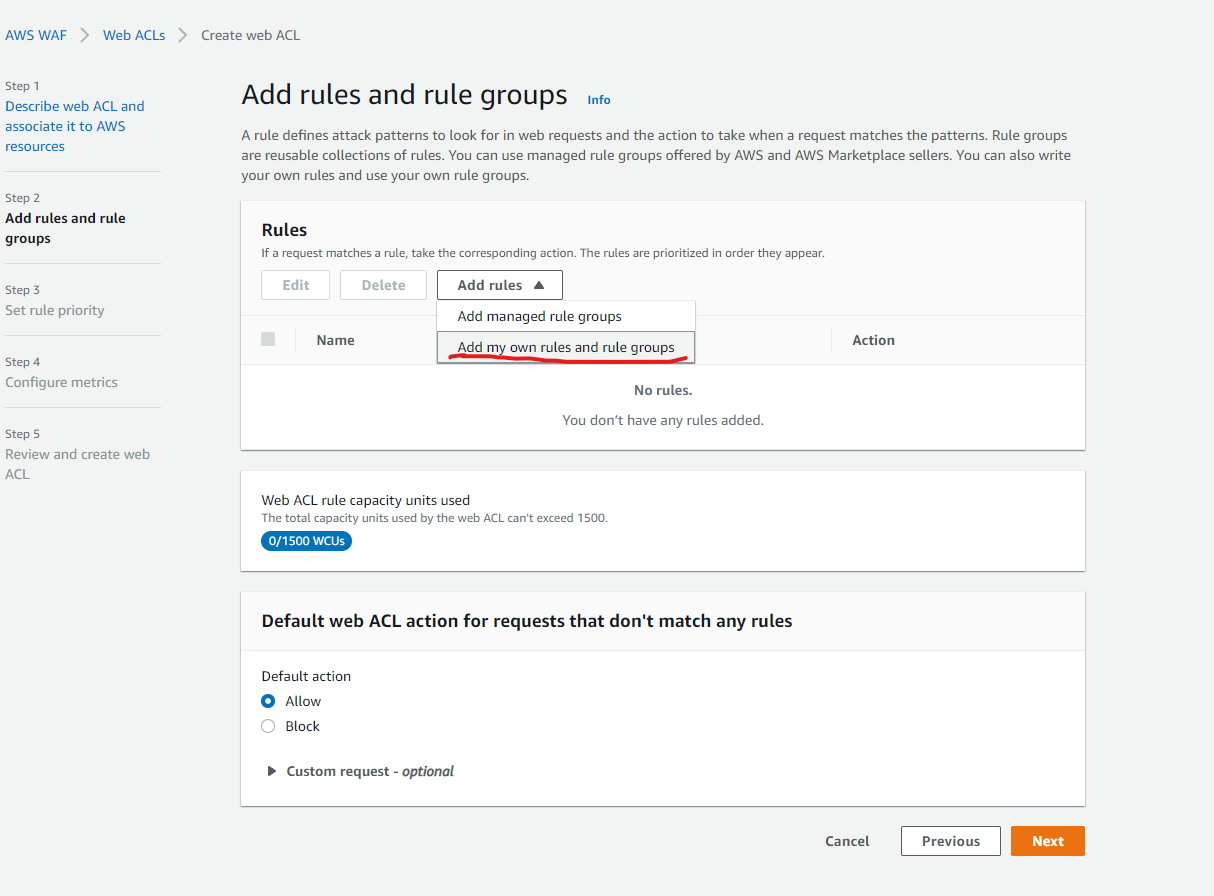 AWS WAF > Web ACLs > Create web ACL
Step 1
Describe web ACL and
associate it to AWS
resources
Step 2
Add rules and rule
groups
Step 3
Set rule priority
Step 4
Configure metrics
Step 5
Review and create web
ACL
Add rules and rule groups Info
A rule defines attack patterns to look for in web requests and the action to take when a request matches the patterns. Rule groups
are reusable collections of rules. You can use managed rule groups offered by AWS and AWS Marketplace sellers. You can also write
your own rules and use your own rule groups.
Rules
If a request matches a rule, take the corresponding action. The rules are prioritized in order they appear.
Edit Delete Add rules
Add managed rule groups
Add my own rules and rule groups
Name Action
No rules.
You don't have any rules added.
Web ACL rule capacity units used
The total capacity units used by the web ACL can't exceed 1500.
0/1500 WCUs
Default web ACL action for requests that don't match any rules
Default action
Allow
Block
Custom request - optional
Cancel Previous Next